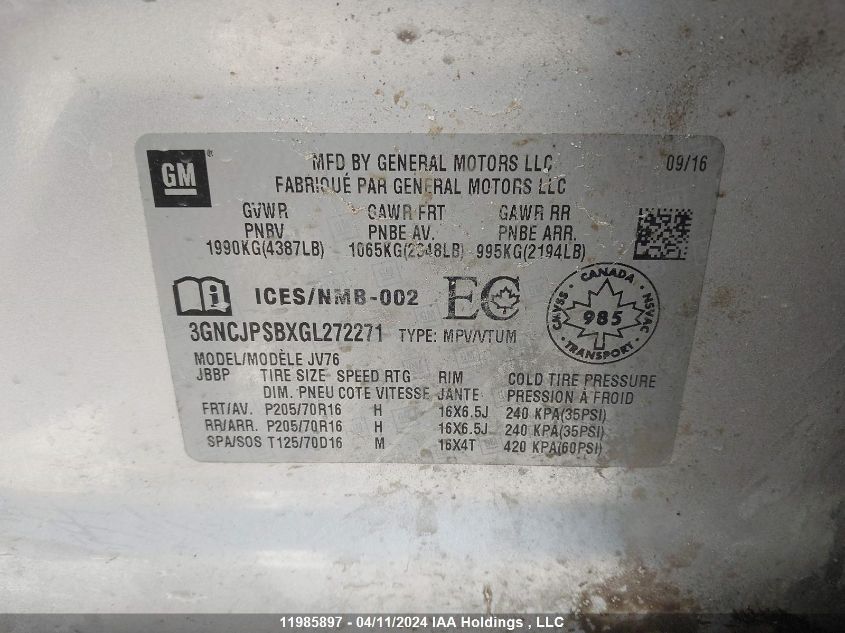 GM
MFD BY GENERAL MOTORS LLC 09/16
FABRIQUÉ PAR GENERAL MOTORS LLC
GVWR GAWR FRT GAWR RR
PNBV PNBE AV. PNBE ARR.
1990KG(4387LB) 1065KG(2348LB) 995KG(2194LB)
ICES/NMB-002 EC
CANADA
CMVSS 985 NSVAC
TRANSPORT
3GNCJPSBXGL272271 TYPE: MPV/VTUM
MODEL/MODÈLE JV76
JBBP TIRE SIZE SPEED RTG RIM COLD TIRE PRESSURE
DIM. PNEU COTE VITESSE JANTE PRESSION À FROID
FRT/AV. P205/70R16 H 16X6.5J 240 KPA(35PSI)
RR/ARR. P205/70R16 H 16X6.5J 240 KPA(35PSI)
SPA/SOS T125/70D16 M 16X4T 420 KPA(60PSI)
11985897 - 04/11/2024 IAA Holdings , LLC